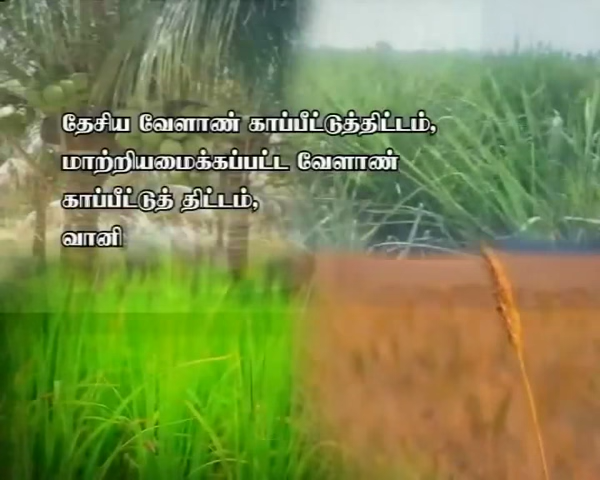 தேசிய வேளாண் காப்பீட்டுத்திட்டம்,
மாற்றியமைக்கப்பட்ட வேளாண்
காப்பீட்டுத் திட்டம்,
வானி